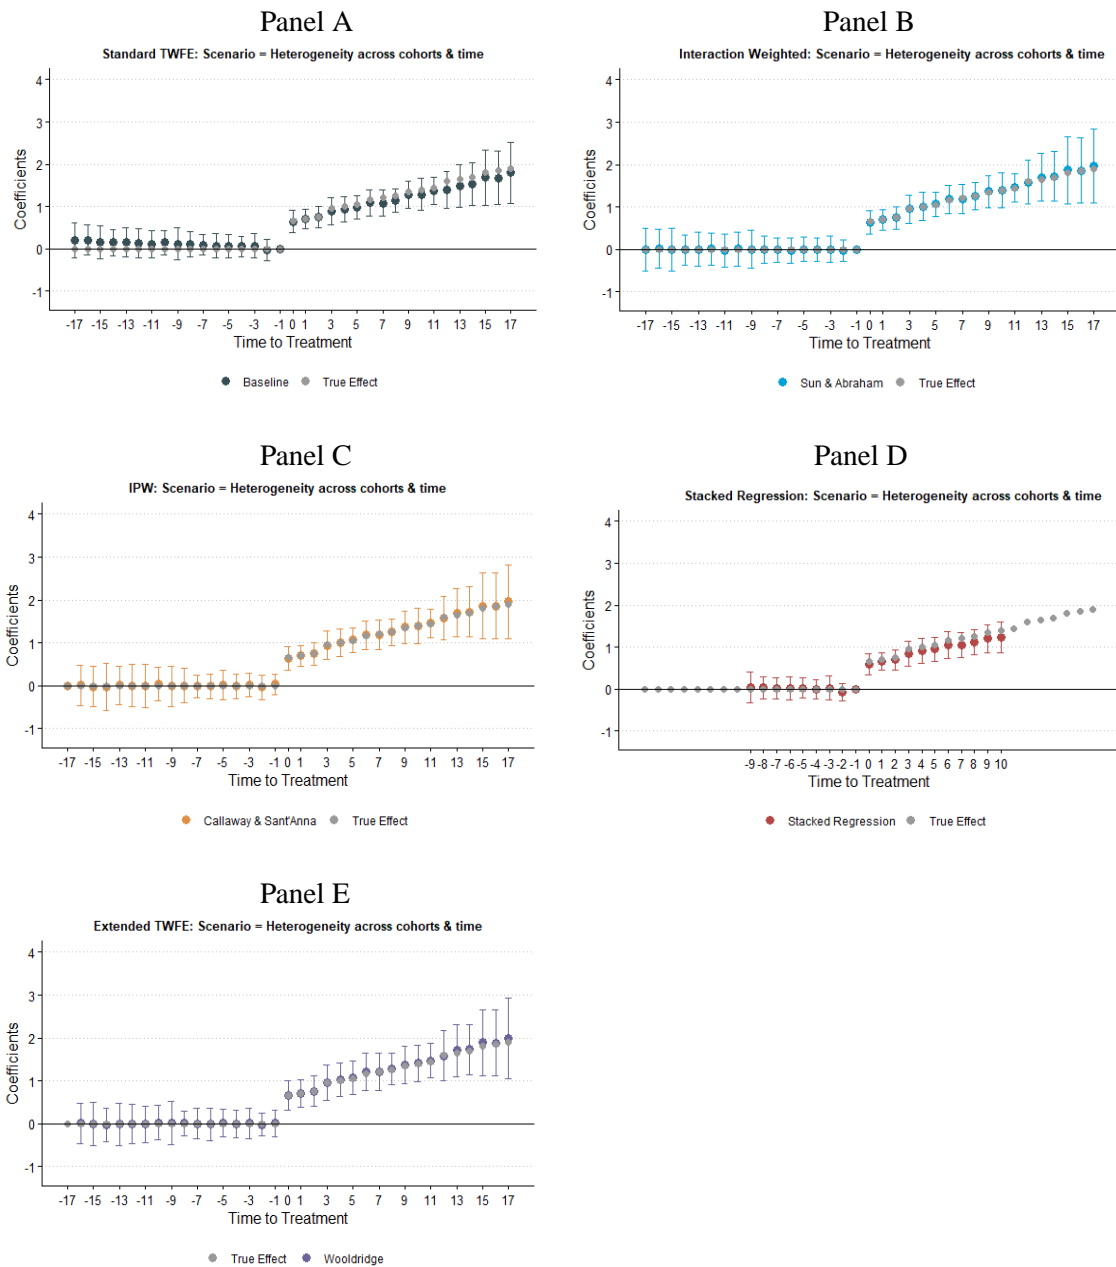 Panel A
Standard TWFE: Scenario = Heterogeneity across cohorts & time
Coefficients
4
3
2
1
0
-1
-17 -15 -13 -11 -9 -7 -5 -3 -1 0 1 3 5 7 9 11 13 15 17
Time to Treatment
Baseline True Effect
Panel B
Interaction Weighted: Scenario = Heterogeneity across cohorts & time
Coefficients
4
3
2
1
0
-1
-17 -15 -13 -11 -9 -7 -5 -3 -1 0 1 3 5 7 9 11 13 15 17
Time to Treatment
Sun & Abraham True Effect
Panel C
IPW: Scenario = Heterogeneity across cohorts & time
Coefficients
4
3
2
1
0
-1
-17 -15 -13 -11 -9 -7 -5 -3 -1 0 1 3 5 7 9 11 13 15 17
Time to Treatment
Callaway & Sant'Anna True Effect
Panel D
Stacked Regression: Scenario = Heterogeneity across cohorts & time
Coefficients
4
3
2
1
0
-1
-9 -8 -7 -6 -5 -4 -3 -2 -1 0 1 2 3 4 5 6 7 8 9 10
Time to Treatment
Stacked Regression True Effect
Panel E
Extended TWFE: Scenario = Heterogeneity across cohorts & time
Coefficients
4
3
2
1
0
-1
-17 -15 -13 -11 -9 -7 -5 -3 -1 0 1 3 5 7 9 11 13 15 17
Time to Treatment
True Effect Wooldridge